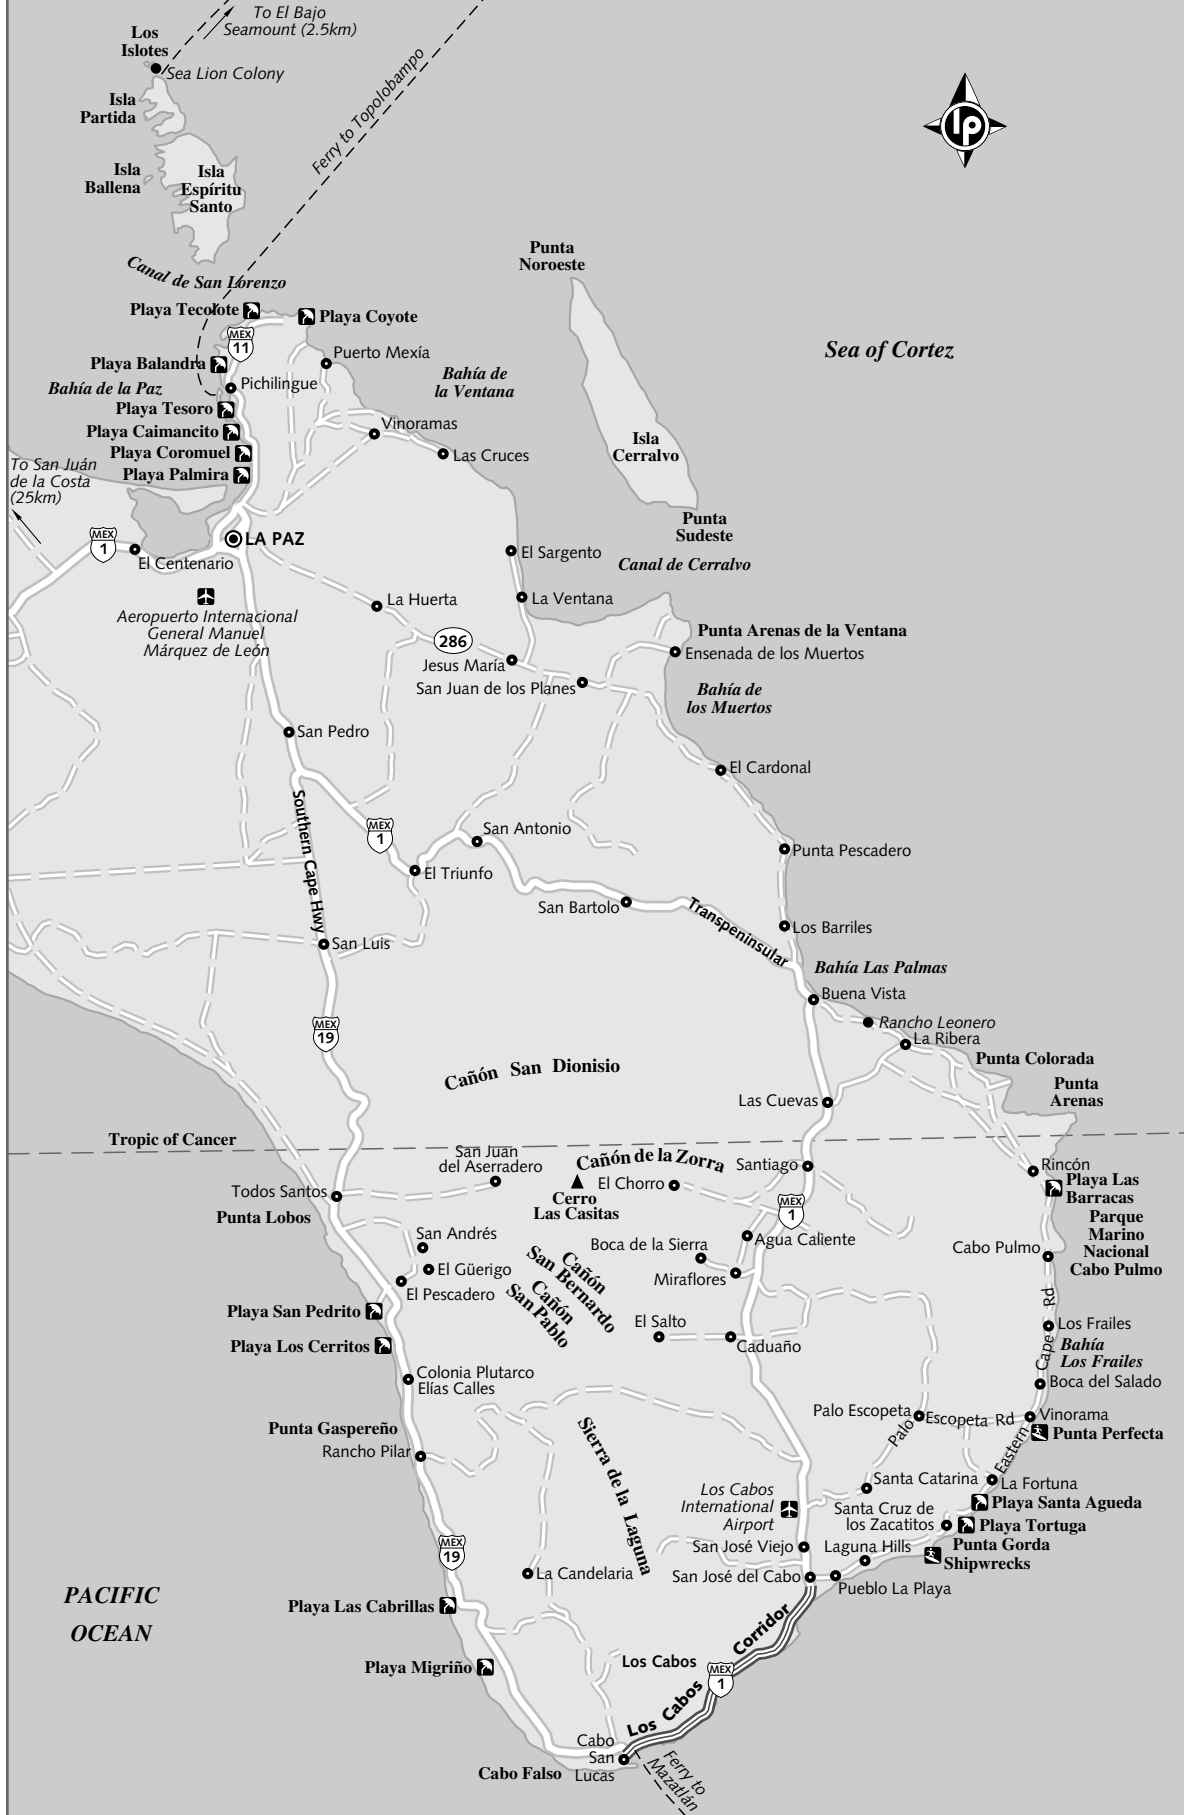 To El Bajo
Seamount (2.5km)
Los
Islotes
Sea Lion Colony
Isla
Partida
Ferry to Topolobampo
lp
Isla
Ballena
Isla
Espíritu
Santo
Punta
Noroeste
Canal de San Lorenzo
Playa Tecolote
Playa Coyote
MEX
11
Puerto Mexía
Sea of Cortez
Playa Balandra
Bahía de
la Ventana
Bahía de la Paz
Pichilingue
Playa Tesoro
Playa Caimancito
Vinoramas
Playa Coromuel
Las Cruces
Isla
Cerralvo
Playa Palmira
To San Juán
de la Costa
(25km)
Punta
Sudeste
MEX
1
LA PAZ
El Centenario
El Sargento
Canal de Cerralvo
La Huerta
La Ventana
Aeropuerto Internacional
General Manuel
Márquez de León
Punta Arenas de la Ventana
286
Ensenada de los Muertos
Jesus María
San Juan de los Planes
Bahía de
los Muertos
San Pedro
El Cardonal
Southern Cape Hwy
MEX
1
San Antonio
Punta Pescadero
El Triunfo
San Bartolo
Transpeninsular
Los Barriles
San Luis
Bahía Las Palmas
Buena Vista
MEX
19
Rancho Leonero
La Ribera
Cañón San Dionisio
Punta Colorada
Punta
Arenas
Las Cuevas
Tropic of Cancer
San Juan
del Aserradero
Cañón de la Zorra
Santiago
Rincón
El Chorro
Playa Las
Barracas
Todos Santos
Cerro
Las Casitas
MEX
1
Punta Lobos
Parque
Marino
Nacional
Cabo Pulmo
San Andrés
Agua Caliente
Boca de la Sierra
Cabo Pulmo
El Güerigo
Cañón
San Bernardo
Miraflores
El Pescadero
Cañón
San Pablo
Playa San Pedrito
El Salto
Los Frailes
Playa Los Cerritos
Caduaño
Bahía
Los Frailes
Colonia Plutarco
Elías Calles
Boca del Salado
Eastern Cape Rd
Palo Escopeta
Palo Escopeta Rd
Vinorama
Punta Gaspereño
Punta Perfecta
Rancho Pilar
Sierra de la Laguna
Santa Catarina
La Fortuna
Los Cabos
International
Airport
Playa Santa Agueda
Santa Cruz de
los Zacatitos
Playa Tortuga
MEX
19
San José Viejo
Laguna Hills
Punta Gorda
Shipwrecks
La Candelaria
San José del Cabo
Pueblo La Playa
PACIFIC
OCEAN
Playa Las Cabrillas
Los Cabos Corridor
Los Cabos
Playa Migriño
MEX
1
Cabo
San
Lucas
Cabo Falso
Ferry to
Mazatlán